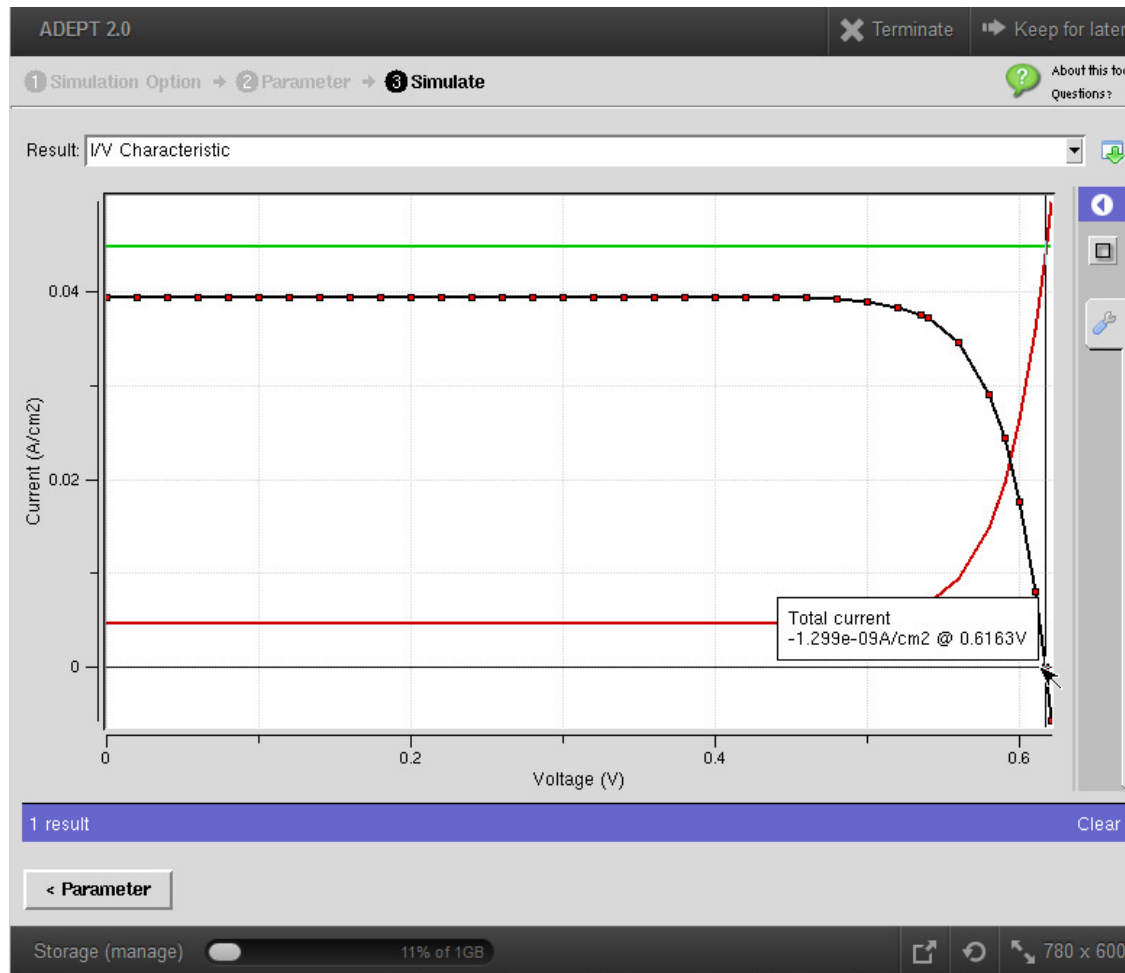 ADEPT 2.0
Terminate
Keep for later
1 Simulation Option → 2 Parameter → 3 Simulate
?
About this too
Questions?
Result: I/V Characteristic
0.04
0.02
0
Current (A/cm2)
Total current
-1.299e-09A/cm2 @ 0.6163V
0 0.2 0.4 0.6
Voltage (V)
1 result
Clear
< Parameter
Storage (manage)
11% of 1GB
780 x 600